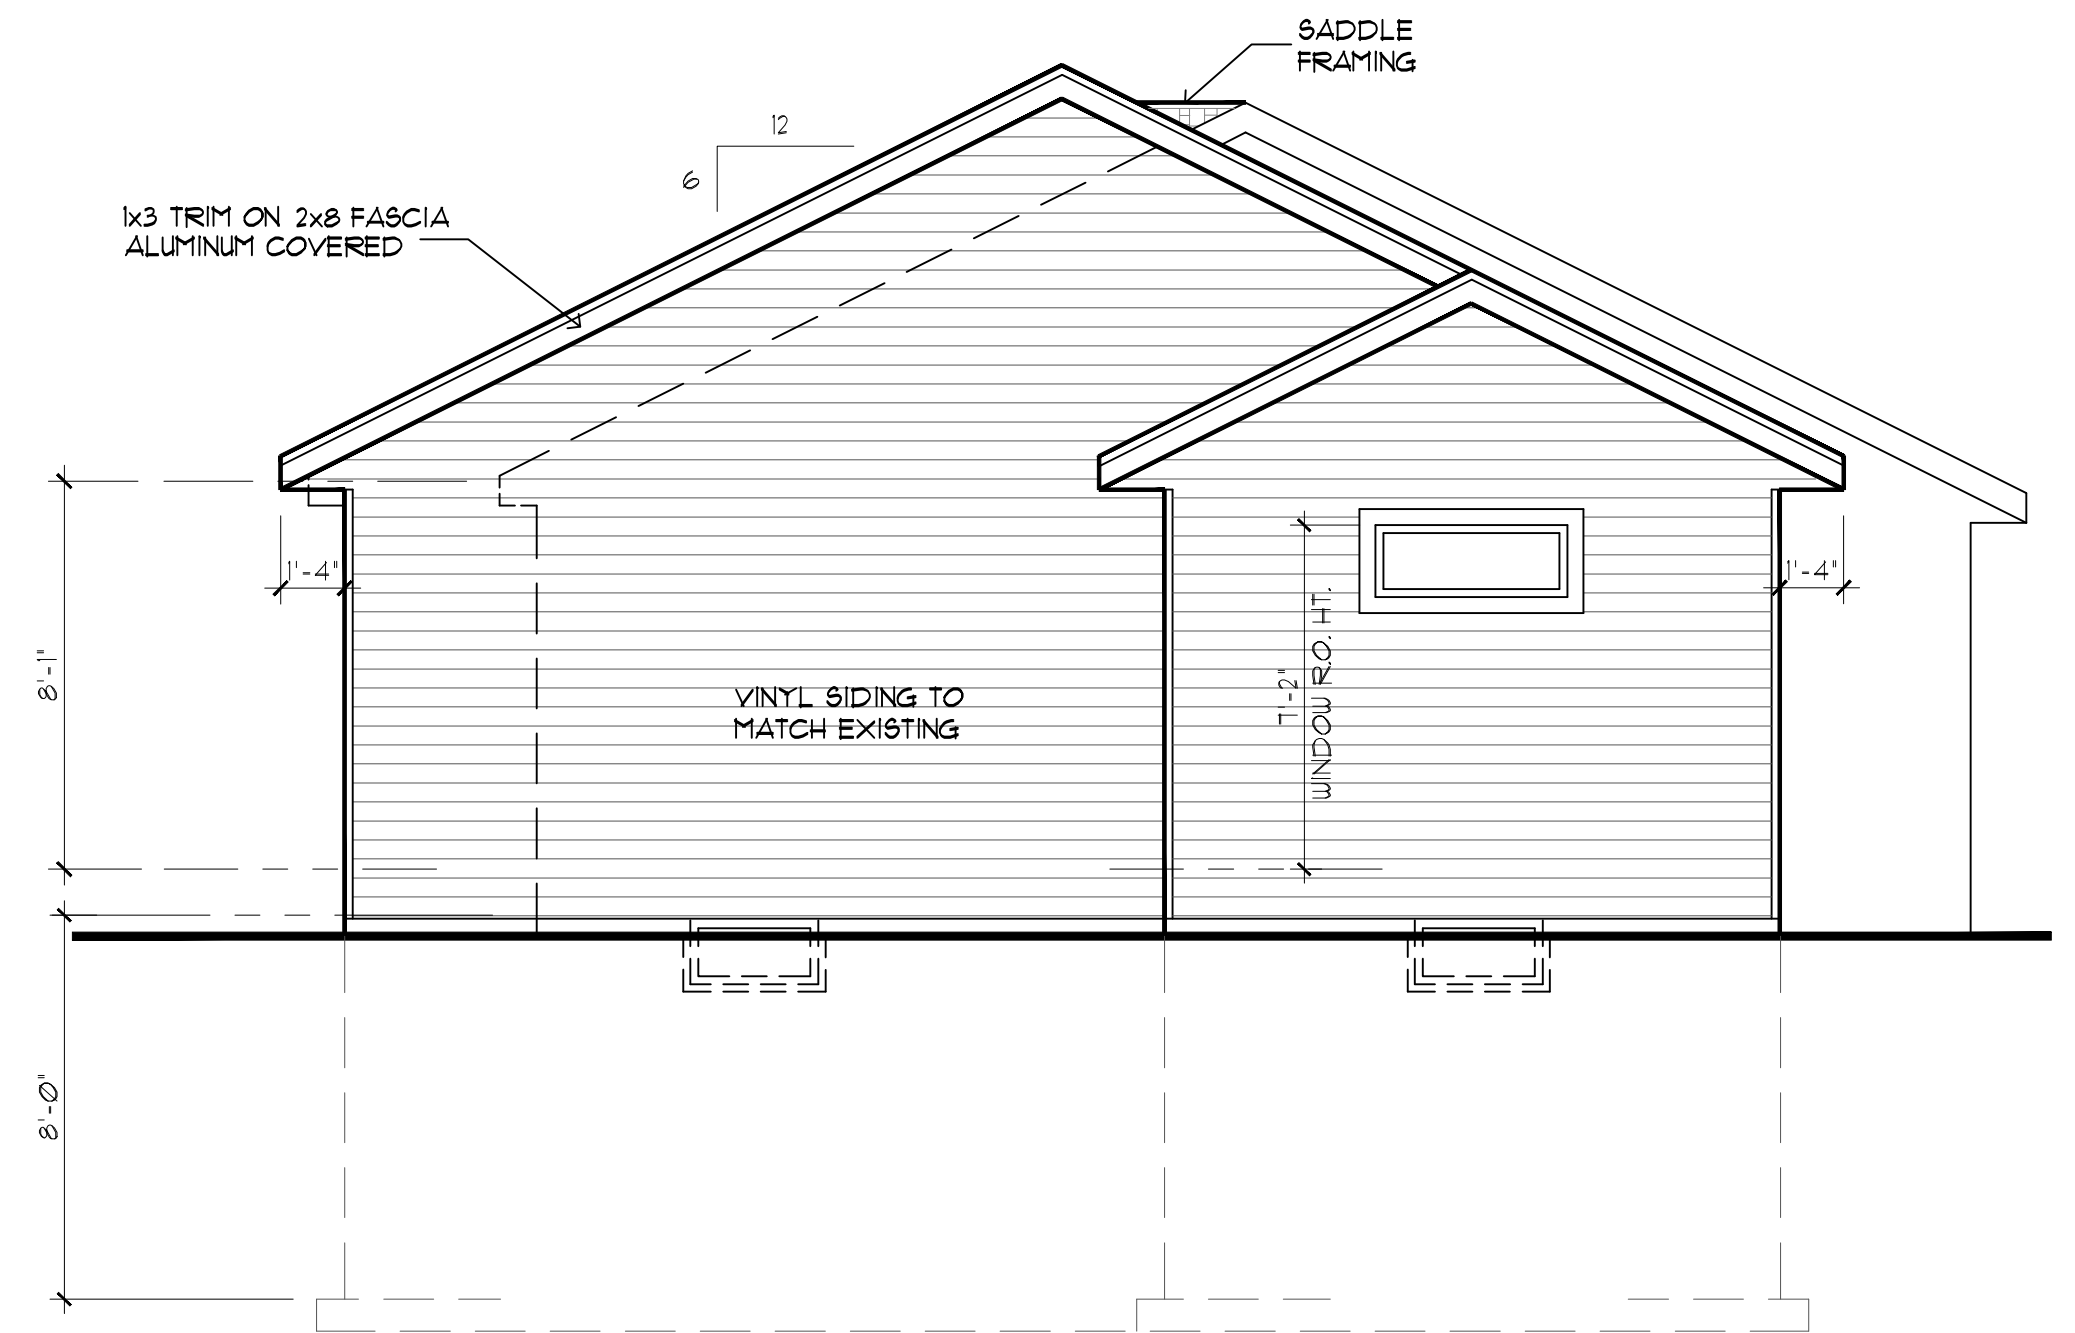 SADDLE
FRAMING
12
6
1x3 TRIM ON 2x8 FASCIA
ALUMINUM COVERED
1'-4"
1'-4"
8'-1"
7'-2"
WINDOW R.O. HT.
VINYL SIDING TO
MATCH EXISTING
8'-0"